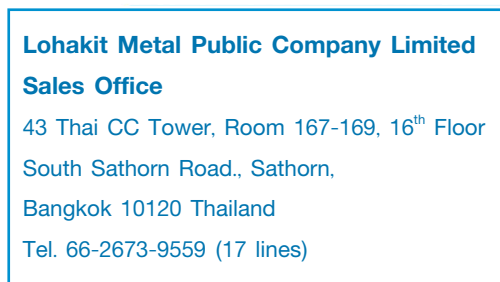 Lohakit Metal Public Company Limited
Sales Office
43 Thai CC Tower, Room 167-169, 16th Floor
South Sathorn Road., Sathorn,
Bangkok 10120 Thailand
Tel. 66-2673-9559 (17 lines)